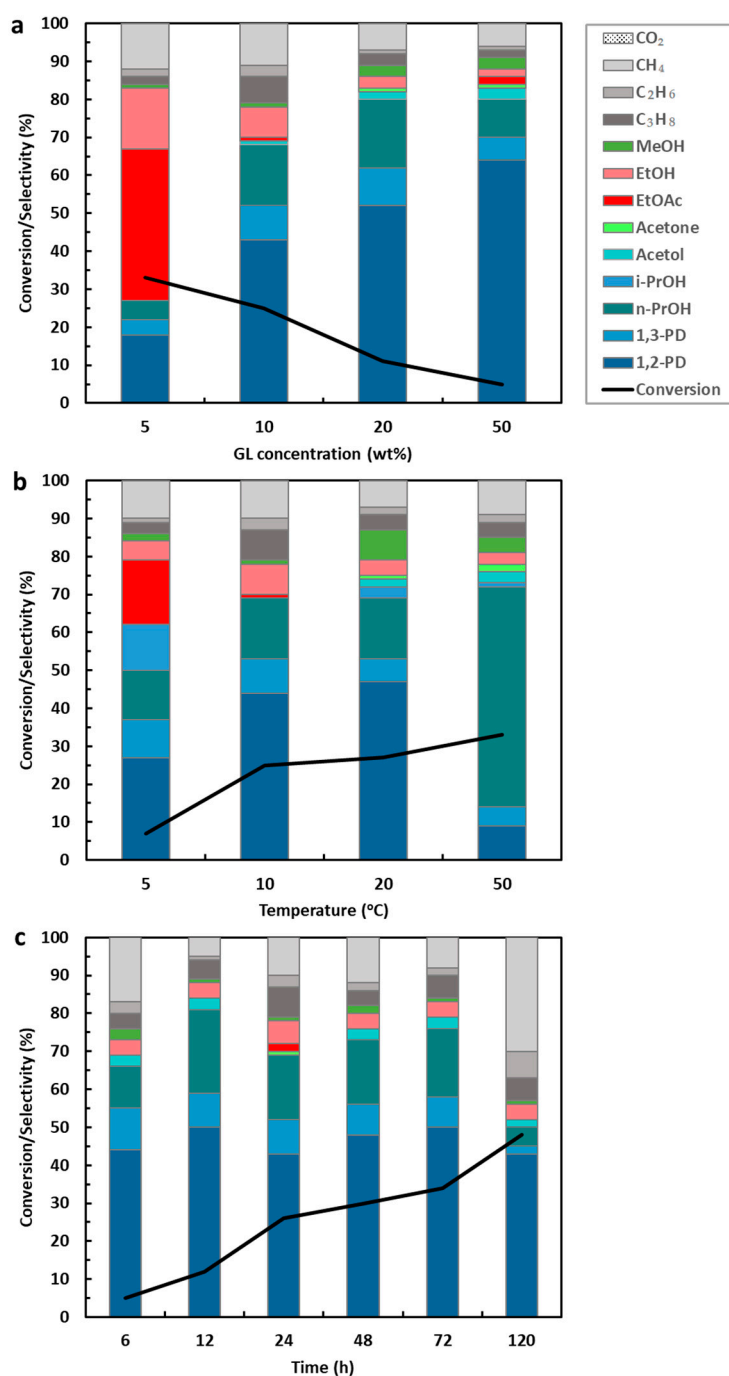 a
100
90
80
70
60
50
40
30
20
10
0
Conversion/Selectivity (%)
5 10 20 50
GL concentration (wt%)
CO₂
CH₄
C₂H₆
C₃H₈
MeOH
EtOH
EtOAc
Acetone
Acetol
i-PrOH
n-PrOH
1,3-PD
1,2-PD
Conversion
b
100
90
80
70
60
50
40
30
20
10
0
Conversion/Selectivity (%)
5 10 20 50
Temperature (°C)
c
100
90
80
70
60
50
40
30
20
10
0
Conversion/Selectivity (%)
6 12 24 48 72 120
Time (h)